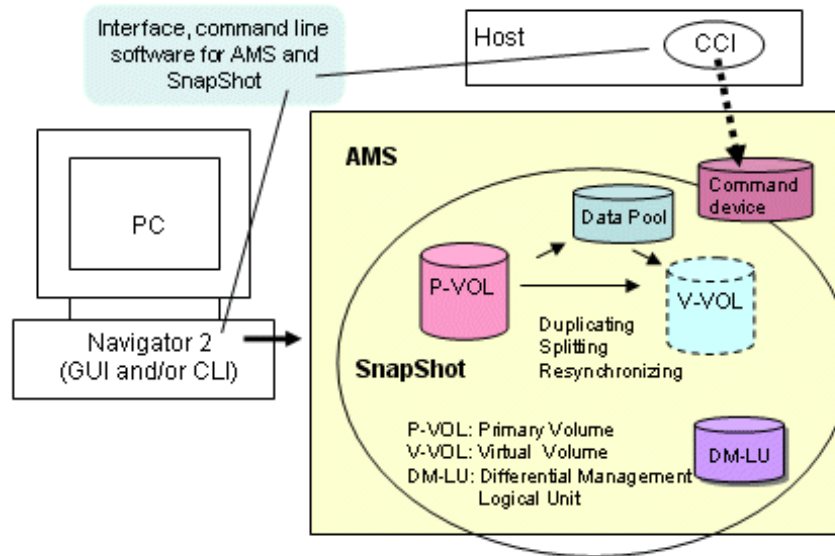 Interface, command line
software for AMS and
SnapShot
Host
CCI
AMS
Command
device
PC
Data Pool
P-VOL
V-VOL
Duplicating
Splitting
Resynchronizing
Navigator 2
(GUI and/or CLI)
SnapShot
P-VOL: Primary Volume
V-VOL: Virtual Volume
DM-LU: Differential Management
Logical Unit
DM-LU